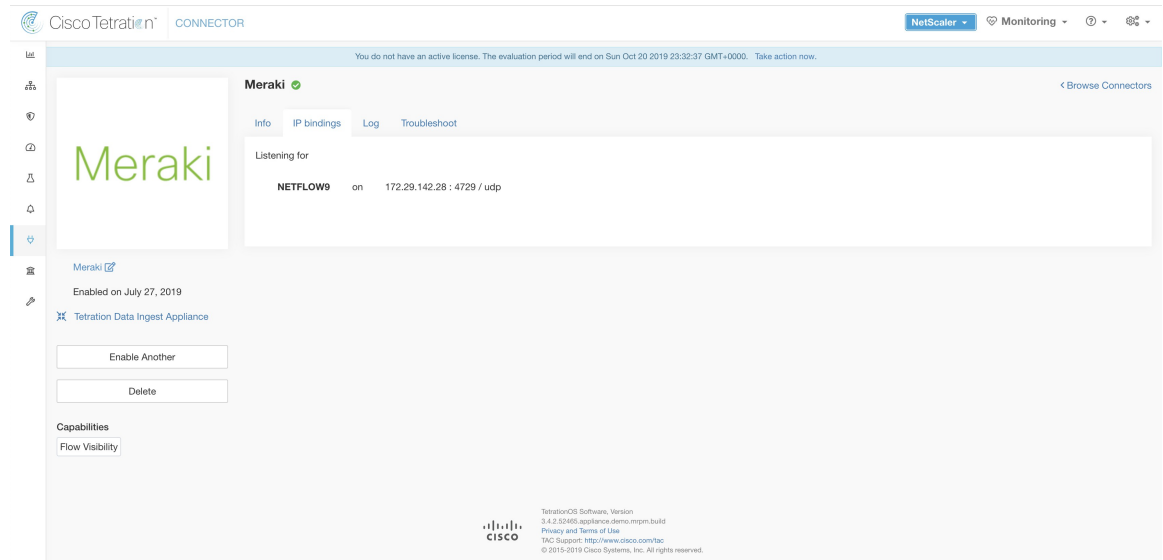 Cisco Tetration CONNECTOR NetScaler Monitoring
You do not have an active license. The evaluation period will end on Sun Oct 20 2019 23:32:37 GMT+0000. Take action now.
Meraki
Meraki
Browse Connectors
Info IP bindings Log Troubleshoot
Listening for
NETFLOW9 on 172.29.142.28 : 4729 / udp
Meraki
Enabled on July 27, 2019
Tetration Data Ingest Appliance
Enable Another
Delete
Capabilities
Flow Visibility
CISCO
TetrationOS Software, Version
3.4.2.52465.appliance.demo.mrpm.build
Privacy and Terms of Use
TAC Support: http://www.cisco.com/tac
© 2015-2019 Cisco Systems, Inc. All rights reserved.